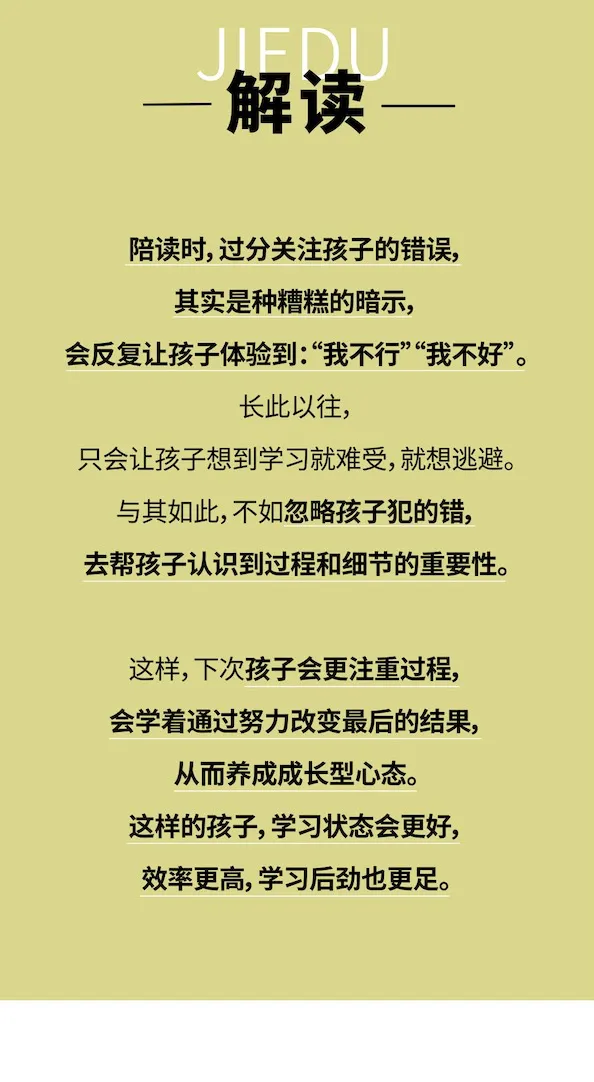 JIEDU
解读
陪读时，过分关注孩子的错误，
其实是种糟糕的暗示，
会反复让孩子体验到：“我不行”“我不好”。
长此以往，
只会让孩子想到学习就难受，就想逃避。
与其如此，不如忽略孩子犯的错，
去帮孩子认识到过程和细节的重要性。
这样，下次孩子会更注重过程，
会学着通过努力改变最后的结果，
从而养成成长型心态。
这样的孩子，学习状态会更好，
效率更高，学习后劲也更足。